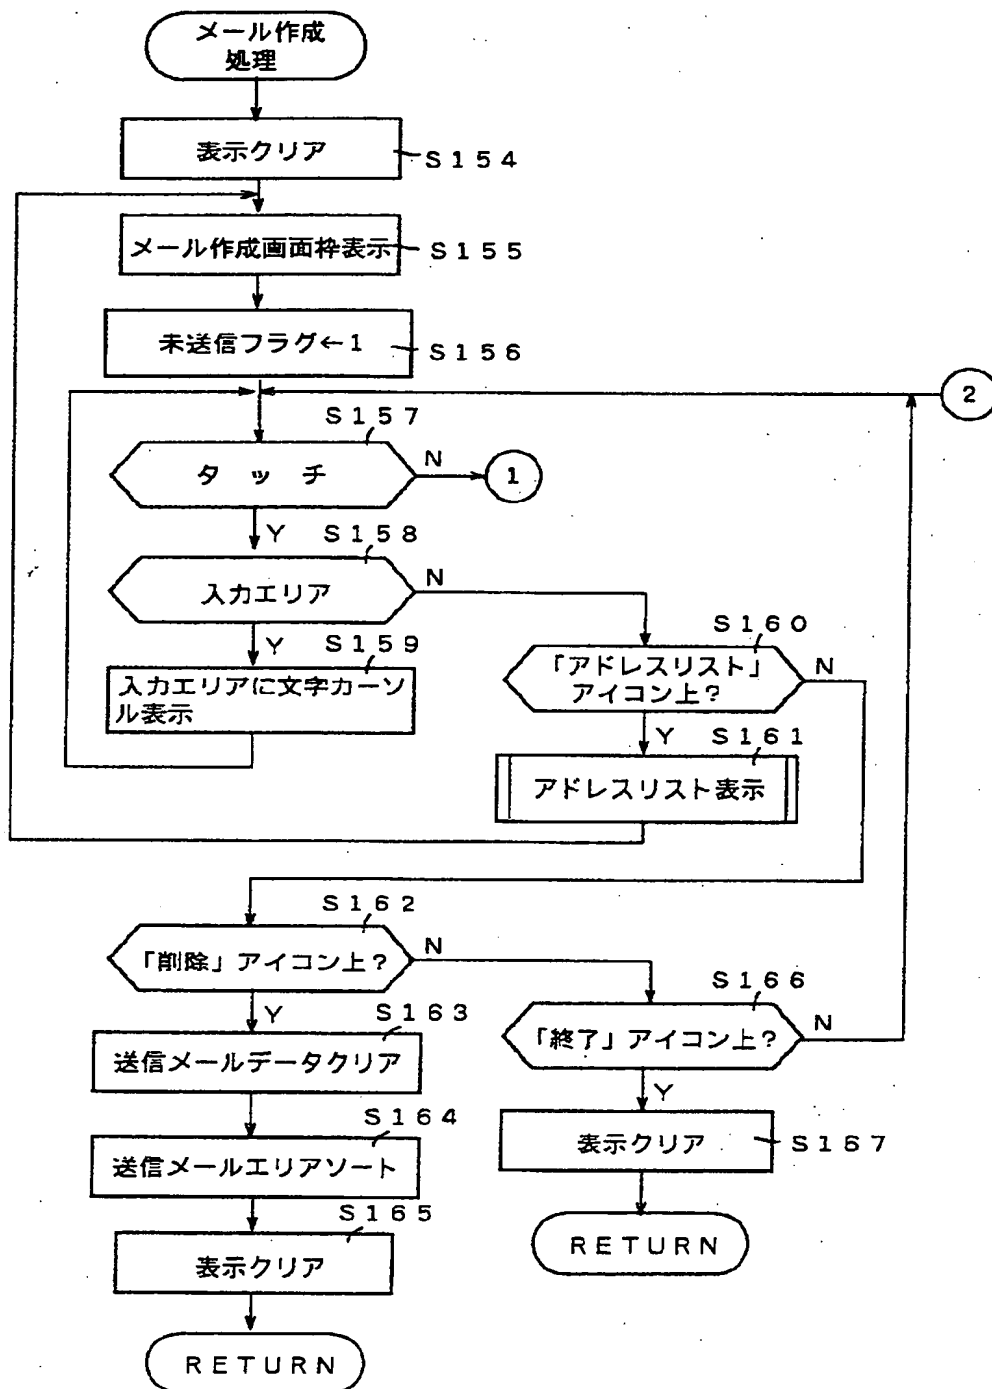 メール作成
処理
表示クリア
S154
メール作成画面枠表示
S155
未送信フラグ←1
S156
2
S157
タッチ
N
1
Y
S158
入力エリア
N
Y
S159
入力エリアに文字カーソ
ル表示
S160
「アドレスリスト」
アイコン上?
N
Y
S161
アドレスリスト表示
S162
「削除」アイコン上?
N
Y
S163
送信メールデータクリア
S164
送信メールエリアソート
S165
表示クリア
RETURN
S166
「終了」アイコン上?
N
Y
表示クリア
S167
RETURN